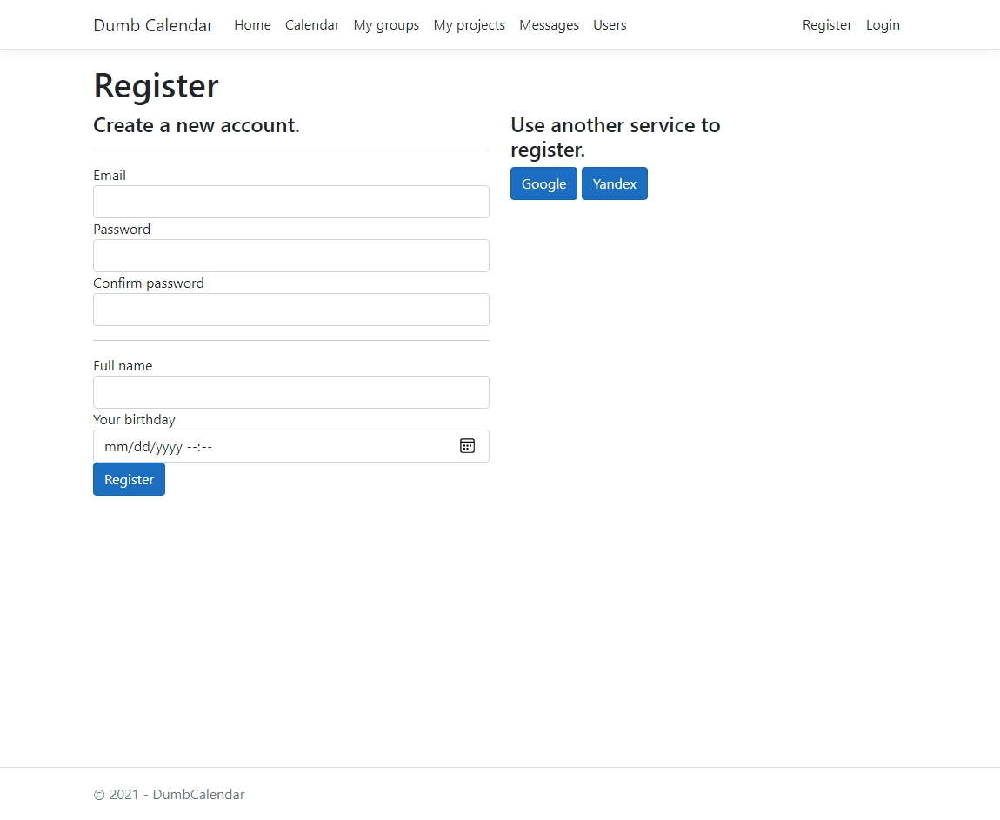 Dumb Calendar Home Calendar My groups My projects Messages Users Register Login
Register
Create a new account.
Email
Password
Confirm password
Full name
Your birthday
mm/dd/yyyy --:--
Register
Use another service to
register.
Google Yandex
© 2021 - DumbCalendar